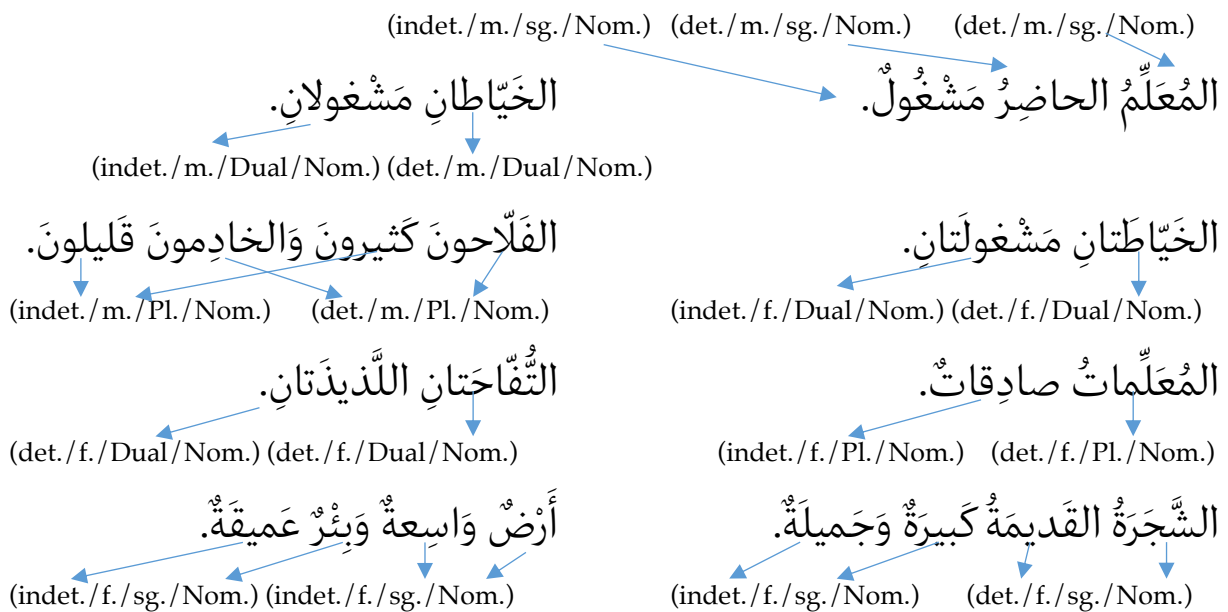 (indet./m./sg./Nom.) (det./m./sg./Nom.) (det./m./sg./Nom.)
المُعَلِّمُ الحاضِرُ مَشْغُولٌ. الخَيّاطانِ مَشْغولانِ.
(indet./m./Dual/Nom.) (det./m./Dual/Nom.)
الخَيّاطَتانِ مَشْغولَتانِ. الفَلّاحونَ كَثيرونَ وَالخادِمونَ قَليلونَ.
(indet./m./Pl./Nom.) (det./m./Pl./Nom.) (indet./f./Dual/Nom.) (det./f./Dual/Nom.)
المُعَلِّماتُ صادِقاتٌ. التُّفّاحَتانِ اللَّذيذَتانِ.
(det./f./Dual/Nom.) (det./f./Dual/Nom.) (indet./f./Pl./Nom.) (det./f./Pl./Nom.)
الشَّجَرَةُ القَديمَةُ كَبيرَةٌ وَجَميلَةٌ. أَرْضٌ وَاسِعةٌ وَبِئْرٌ عَميقَةٌ.
(indet./f./sg./Nom.) (indet./f./sg./Nom.) (indet./f./sg./Nom.) (det./f./sg./Nom.)